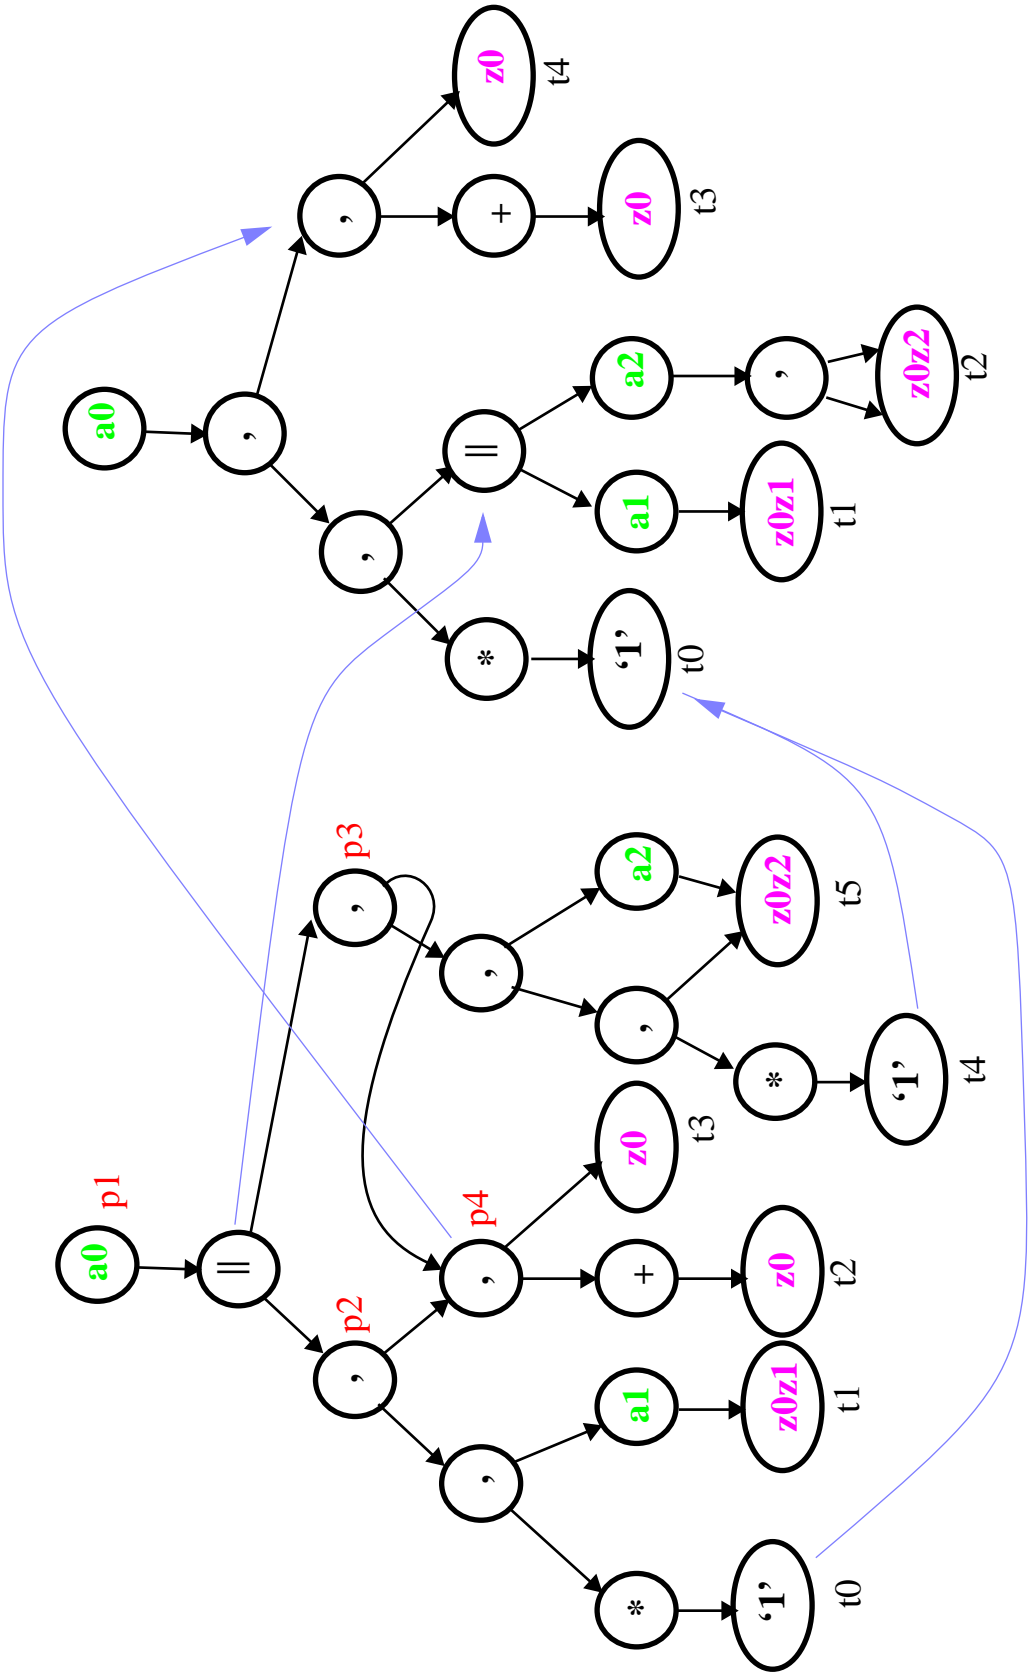 a0
p1
||
,
p2
,
p3
,
,
p4
,
*
a1
+
z0
t3
,
a2
‘1’
t0
z0z1
t1
z0
t2
*
z0z2
t5
‘1’
t4
a0
,
,
,
*
||
+
z0
t4
‘1’
t0
a1
a2
z0
t3
z0z1
t1
,
z0z2
t2